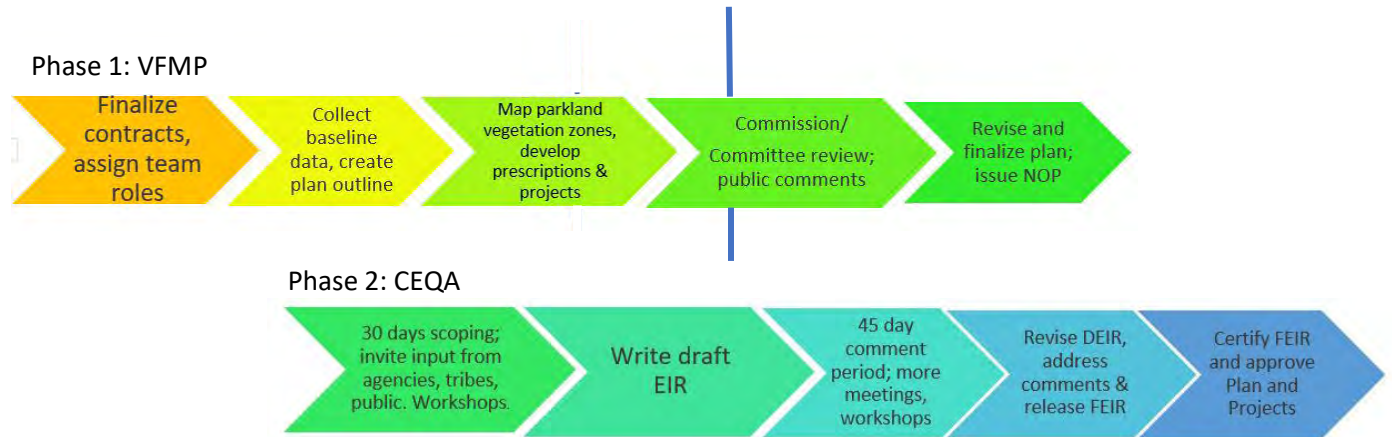 Phase 1: VFMP
Finalize
contracts,
assign team
roles
Collect
baseline
data, create
plan outline
Map parkland
vegetation zones,
develop
prescriptions &
projects
Commission/
Committee review;
public comments
Revise and
finalize plan;
issue NOP
Phase 2: CEQA
30 days scoping;
invite input from
agencies, tribes,
public. Workshops.
Write draft
EIR
45 day
comment
period; more
meetings,
workshops
Revise DEIR,
address
comments &
release FEIR
Certify FEIR
and approve
Plan and
Projects